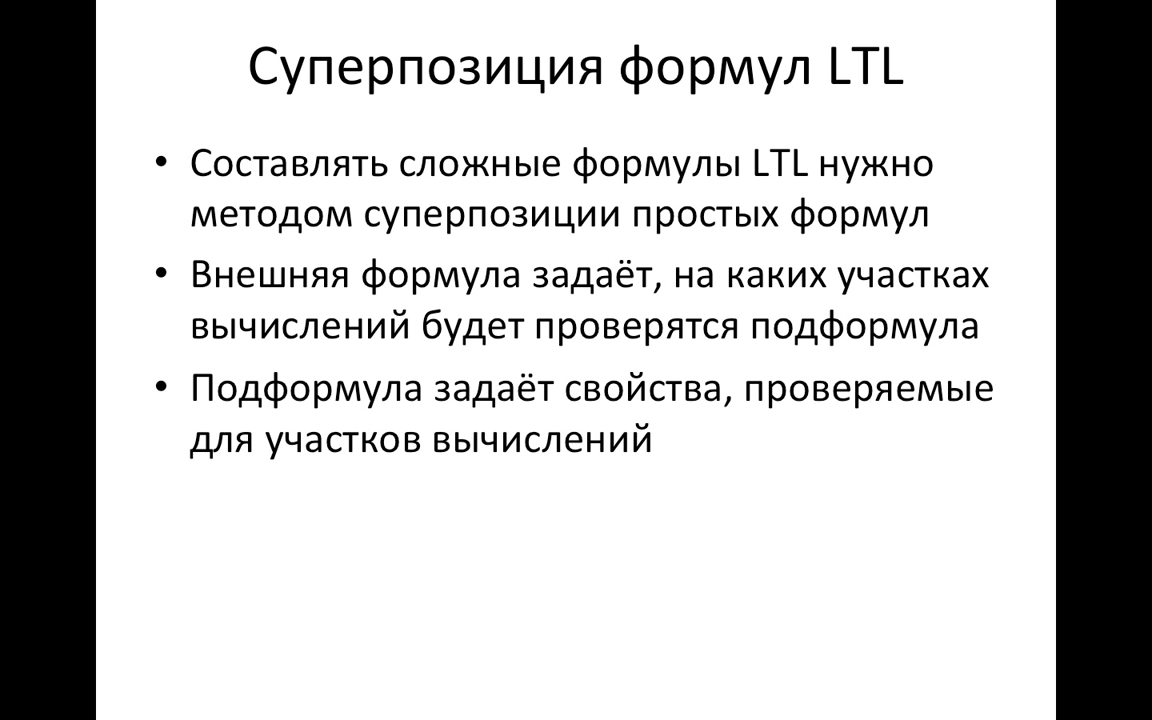 Суперпозиция формул LTL
• Составлять сложные формулы LTL нужно
методом суперпозиции простых формул
• Внешняя формула задаёт, на каких участках
вычислений будет проверятся подформула
• Подформула задаёт свойства, проверяемые
для участков вычислений